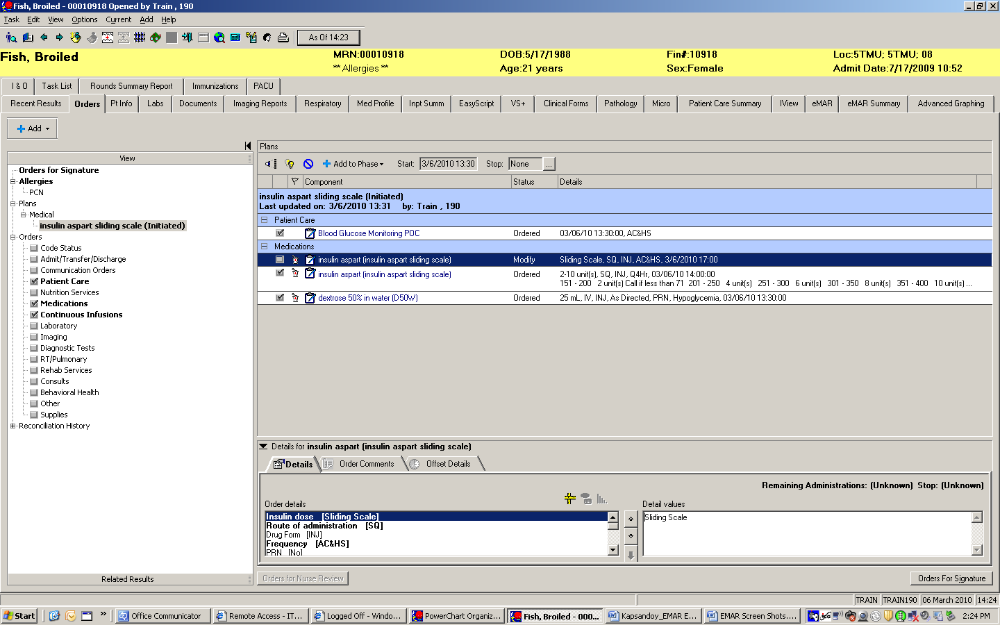 Fish, Broiled - 00010918 Opened by Train , 190
Task Edit View Options Current Add Help
As Of 14:23
Fish, Broiled MRN:00010918 DOB:5/17/1988 Fin#:10918 Loc:5TMU; 5TMU; 08
** Allergies ** Age:21 years Sex:Female Admit Date:7/17/2009 10:52
I & O Task List Rounds Summary Report Immunizations PACU
Recent Results Orders Pt Info Labs Documents Imaging Reports Respiratory Med Profile Inpt Summ EasyScript VS+ Clinical Forms Pathology Micro Patient Care Summary IView eMAR eMAR Summary Advanced Graphing
Add
View
Orders for Signature
Allergies
PCN
Plans
Medical
insulin aspart sliding scale (Initiated)
Orders
Code Status
Admit/Transfer/Discharge
Communication Orders
Patient Care
Nutrition Services
Medications
Continuous Infusions
Laboratory
Imaging
Diagnostic Tests
RT/Pulmonary
Rehab Services
Consults
Behavioral Health
Other
Supplies
Reconciliation History
Related Results
Plans
Add to Phase Start: 3/6/2010 13:30 Stop: None ...
Component Status Details
insulin aspart sliding scale (Initiated)
Last updated on: 3/6/2010 13:31 by: Train , 190
Patient Care
Blood Glucose Monitoring POC Ordered 03/06/10 13:30:00, AC&HS
Medications
insulin aspart (insulin aspart sliding scale) Modify Sliding Scale, SQ, INJ, AC&HS, 3/6/2010 17:00
insulin aspart (insulin aspart sliding scale) Ordered 2-10 unit(s), SQ, INJ, Q4Hr, 03/06/10 14:00:00
151 - 200 2 unit(s) Call if less than 71 201 - 250 4 unit(s) 251 - 300 6 unit(s) 301 - 350 8 unit(s) 351 - 400 10 unit(s) ...
dextrose 50% in water (D50W) Ordered 25 mL, IV, INJ, As Directed, PRN, Hypoglycemia, 03/06/10 13:30:00
Details for insulin aspart (insulin aspart sliding scale)
Details Order Comments Offset Details
Remaining Administrations: (Unknown) Stop: (Unknown)
Order details
Insulin dose [Sliding Scale]
Route of administration [SQ]
Drug Form [INJ]
Frequency [AC&HS]
PRN [No]
Detail values
Sliding Scale
Orders for Nurse Review Orders For Signature
TRAIN TRAIN190 06 March 2010 14:24
Start » Office Communicator Remote Access - IT... Logged Off - Windo... PowerChart Organiz... Fish, Broiled - 000... Kapsandoy_EMAR E... EMAR Screen Shots.... 2:24 PM